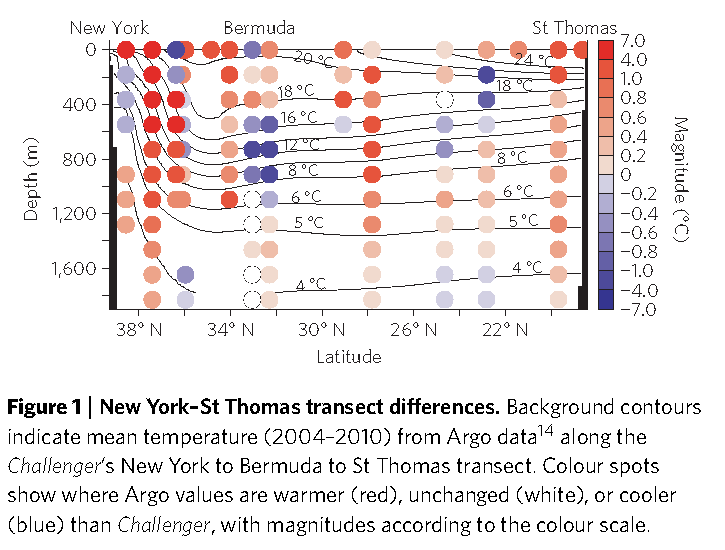 New York Bermuda St Thomas
0
400
800
1,200
1,600
Depth (m)
20 °C
24 °C
18 °C
18 °C
16 °C
12 °C
8 °C
8 °C
6 °C
6 °C
5 °C
5 °C
4 °C
4 °C
38° N 34° N 30° N 26° N 22° N
Latitude
7.0
4.0
1.0
0.8
0.6
0.4
0.2
0
−0.2
−0.4
−0.6
−0.8
−1.0
−4.0
−7.0
Magnitude (°C)
Figure 1 | New York–St Thomas transect differences. Background contours
indicate mean temperature (2004–2010) from Argo data14 along the
Challenger's New York to Bermuda to St Thomas transect. Colour spots
show where Argo values are warmer (red), unchanged (white), or cooler
(blue) than Challenger, with magnitudes according to the colour scale.